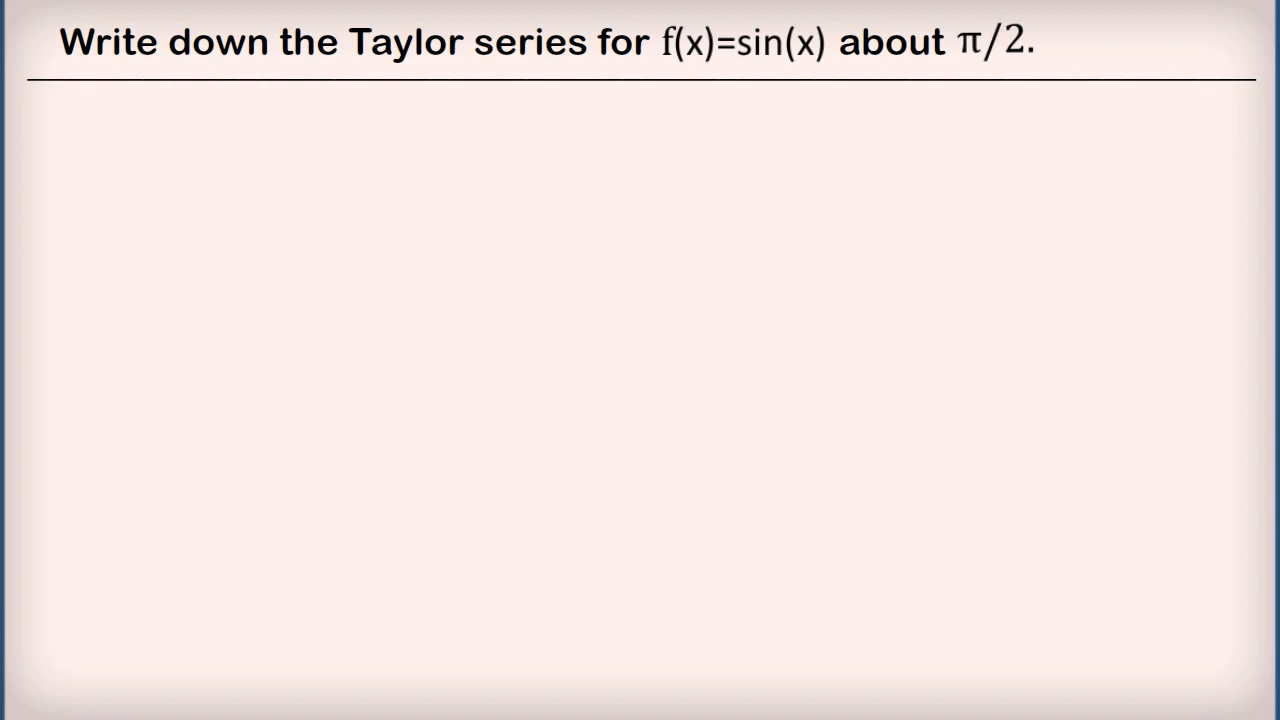 Write down the Taylor series for f(x)=sin(x) about π/2.